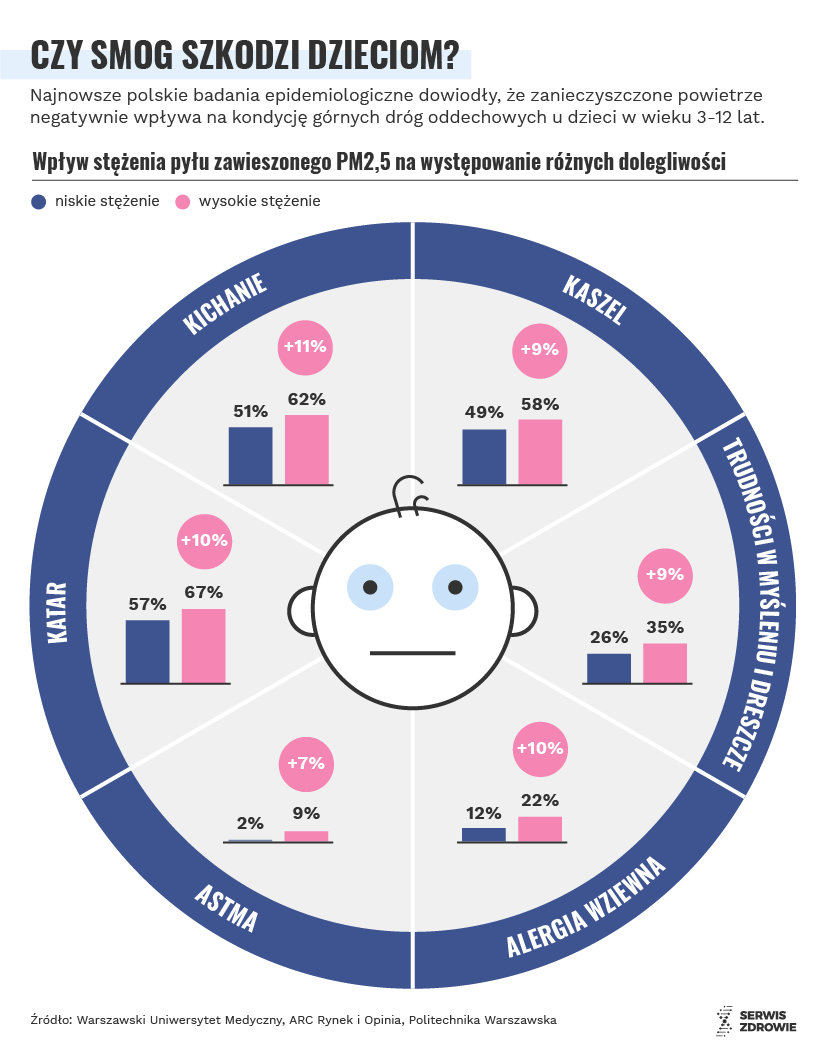 CZY SMOG SZKODZI DZIECIOM?
Najnowsze polskie badania epidemiologiczne dowiodły, że zanieczyszczone powietrze
negatywnie wpływa na kondycję górnych dróg oddechowych u dzieci w wieku 3-12 lat.
Wpływ stężenia pyłu zawieszonego PM2,5 na występowanie różnych dolegliwości
niskie stężenie
wysokie stężenie
KICHANIE
+11%
51%
62%
KASZEL
+9%
49%
58%
KATAR
+10%
57%
67%
TRUDNOŚCI W MYŚLENIU I DRESZCZE
+9%
26%
35%
ASTMA
+7%
2%
9%
ALERGIA WZIEWNA
+10%
12%
22%
Źródło: Warszawski Uniwersytet Medyczny, ARC Rynek i Opinia, Politechnika Warszawska
SERWIS
ZDROWIE